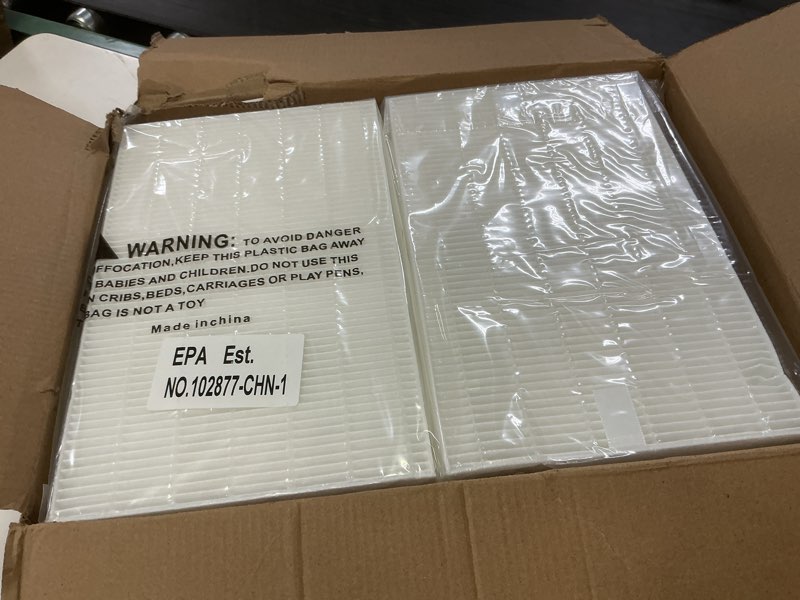 WARNING: TO AVOID DANGER
FFOCATION,KEEP THIS PLASTIC BAG AWAY
BABIES AND CHILDREN.DO NOT USE THIS
N CRIBS,BEDS,CARRIAGES OR PLAY PENS,
BAG IS NOT A TOY
Made inchina
EPA Est.
NO.102877-CHN-1